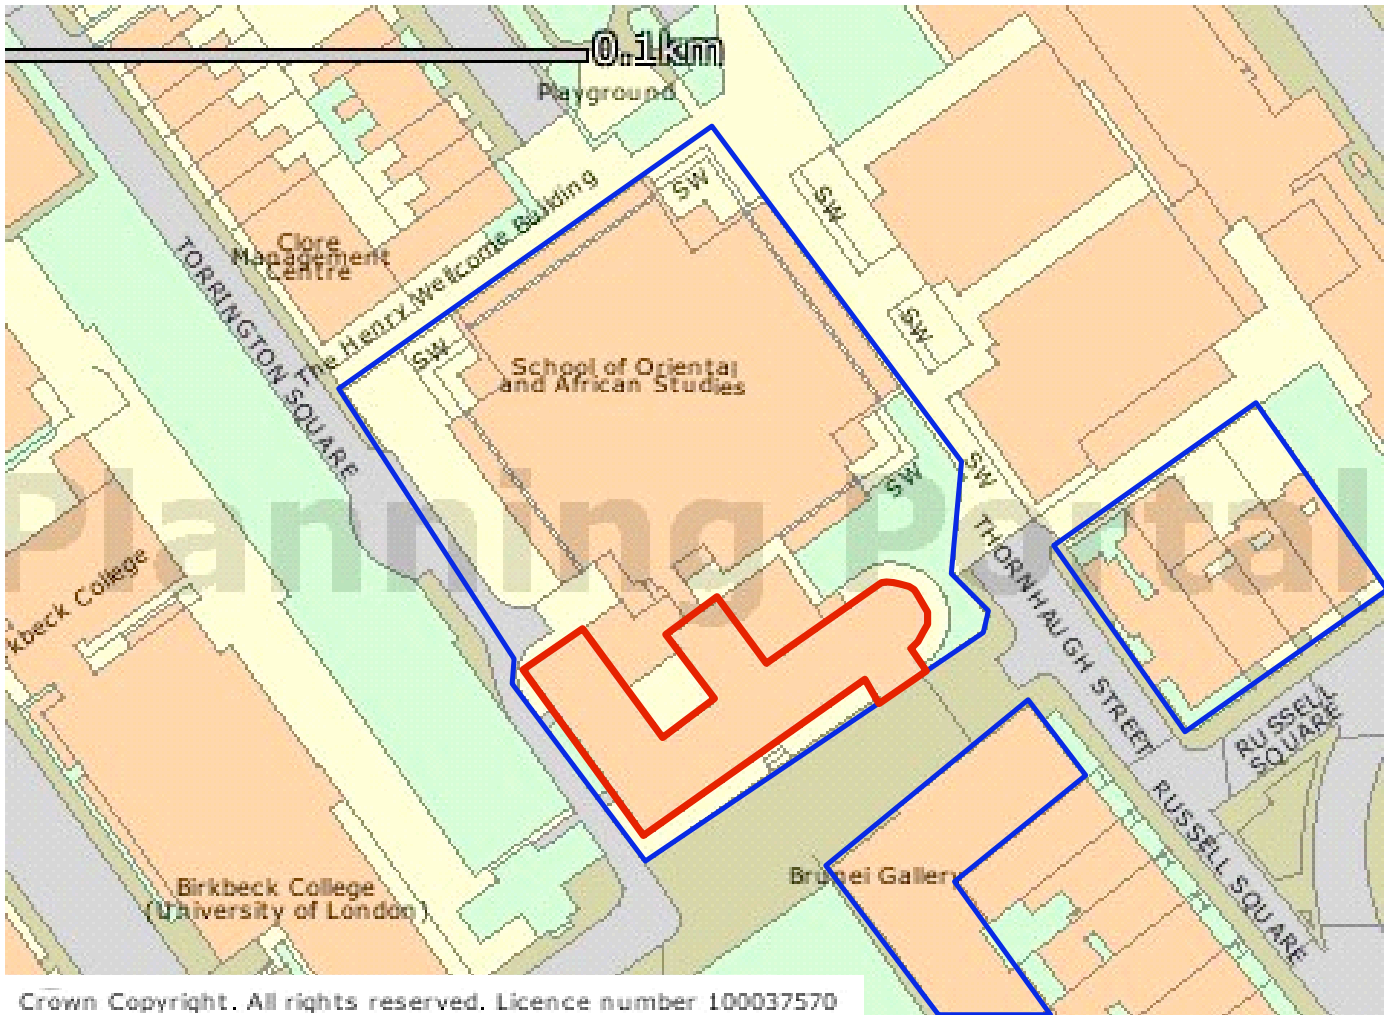 0.1km
Playground
SW
SW
The Henry Welcome Building
Clore
Management
Centre
TORRINGTON SQUARE
SW
SW
School of Oriental
and African Studies
SW
SW
Planning Portal
THORNHAUGH STREET
kbeck College
RUSSELL
SQUARE
RUSSELL SQUARE
Brunei Gallery
Birkbeck College
(University of London)
Crown Copyright. All rights reserved. Licence number 100037570